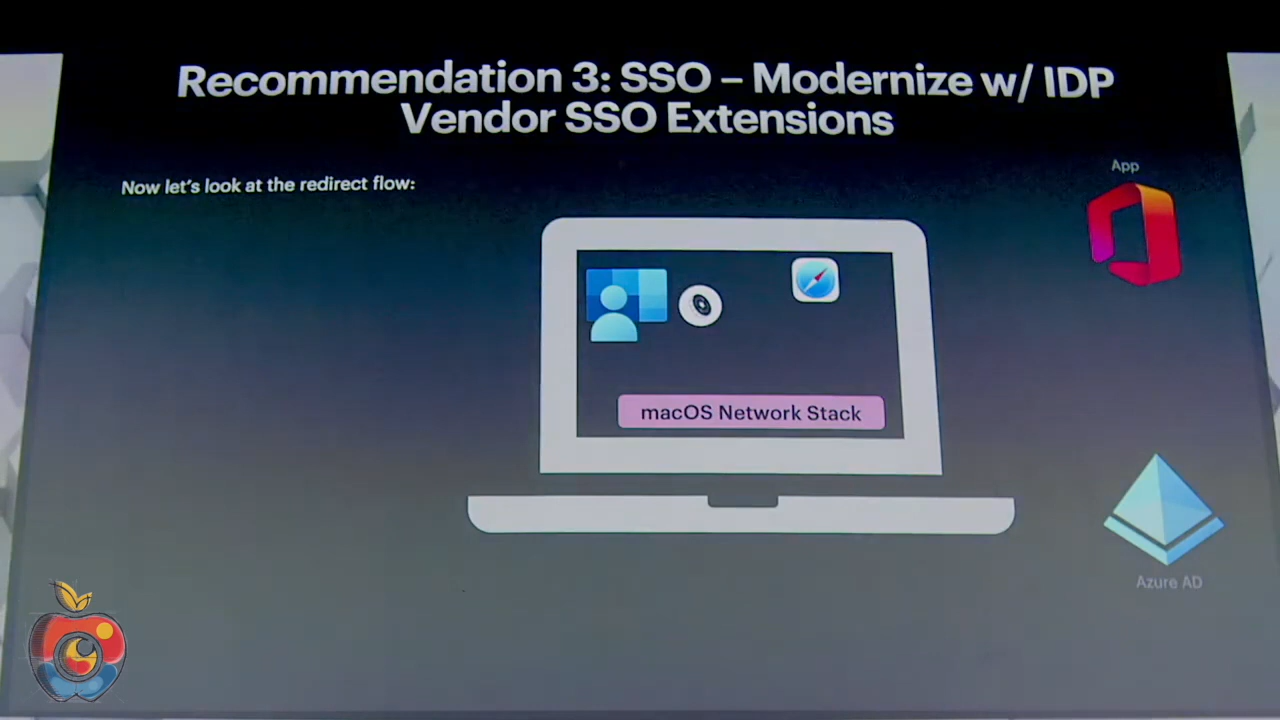 Recommendation 3: SSO – Modernize w/ IDP
Vendor SSO Extensions
Now let's look at the redirect flow:
App
macOS Network Stack
Azure AD